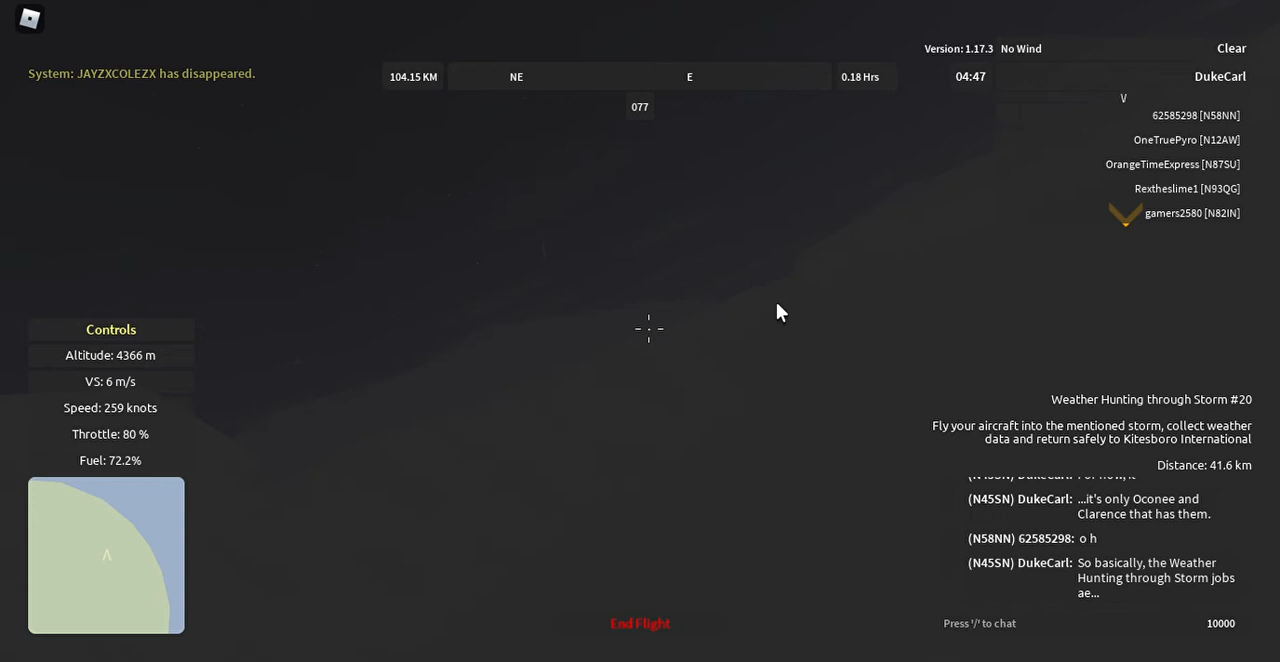 System: JAYZXCOLEZX has disappeared.
104.15 KM
NE
E
0.18 Hrs
077
Version: 1.17.3
No Wind
Clear
04:47
DukeCarl
V
62585298 [N58NN]
OneTruePyro [N12AW]
OrangeTimeExpress [N87SU]
Rextheslime1 [N93QG]
gamers2580 [N82IN]
Controls
Altitude: 4366 m
VS: 6 m/s
Speed: 259 knots
Throttle: 80 %
Fuel: 72.2%
Weather Hunting through Storm #20
Fly your aircraft into the mentioned storm, collect weather
data and return safely to Kitesboro International
Distance: 41.6 km
(N45SN) DukeCarl: ...it's only Oconee and
Clarence that has them.
(N58NN) 62585298: o h
(N45SN) DukeCarl: So basically, the Weather
Hunting through Storm jobs
ae...
End Flight
Press '/' to chat
10000